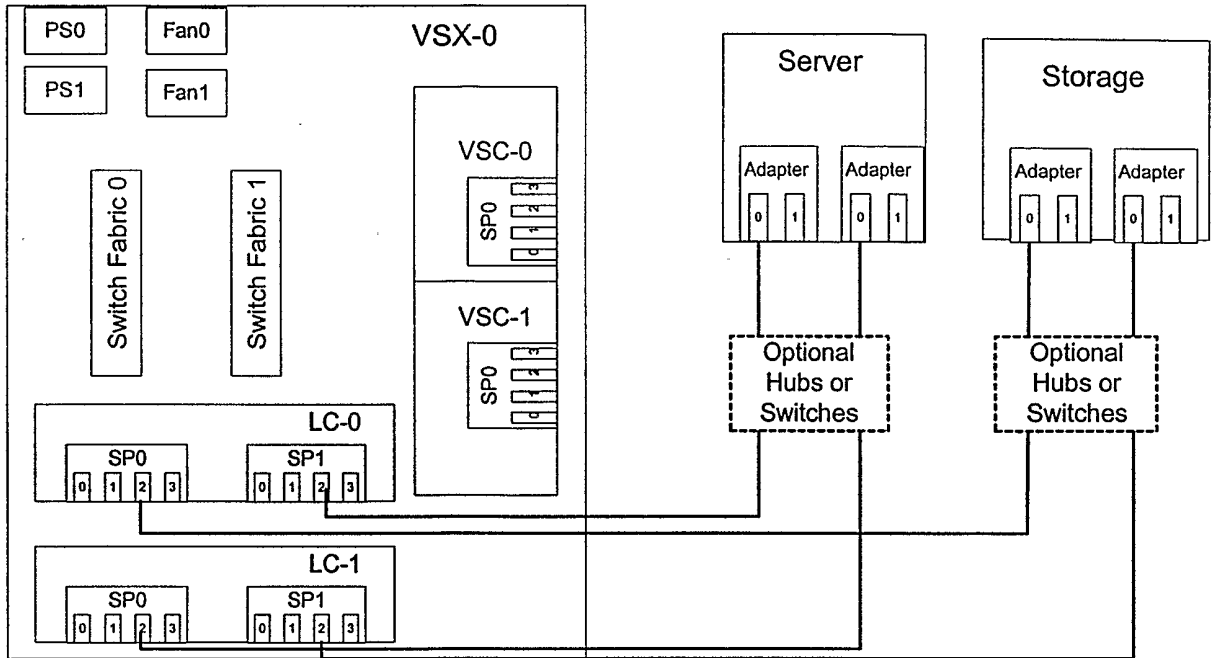 PS0
Fan0
VSX-0
PS1
Fan1
Server
Storage
Adapter
Adapter
Adapter
Adapter
0 1
0 1
0 1
0 1
Switch Fabric 0
Switch Fabric 1
VSC-0
SP0
3
2
1
0
VSC-1
SP0
3
2
1
0
Optional
Hubs or
Switches
Optional
Hubs or
Switches
LC-0
SP0
0 1 2 3
SP1
0 1 2 3
LC-1
SP0
0 1 2 3
SP1
0 1 2 3